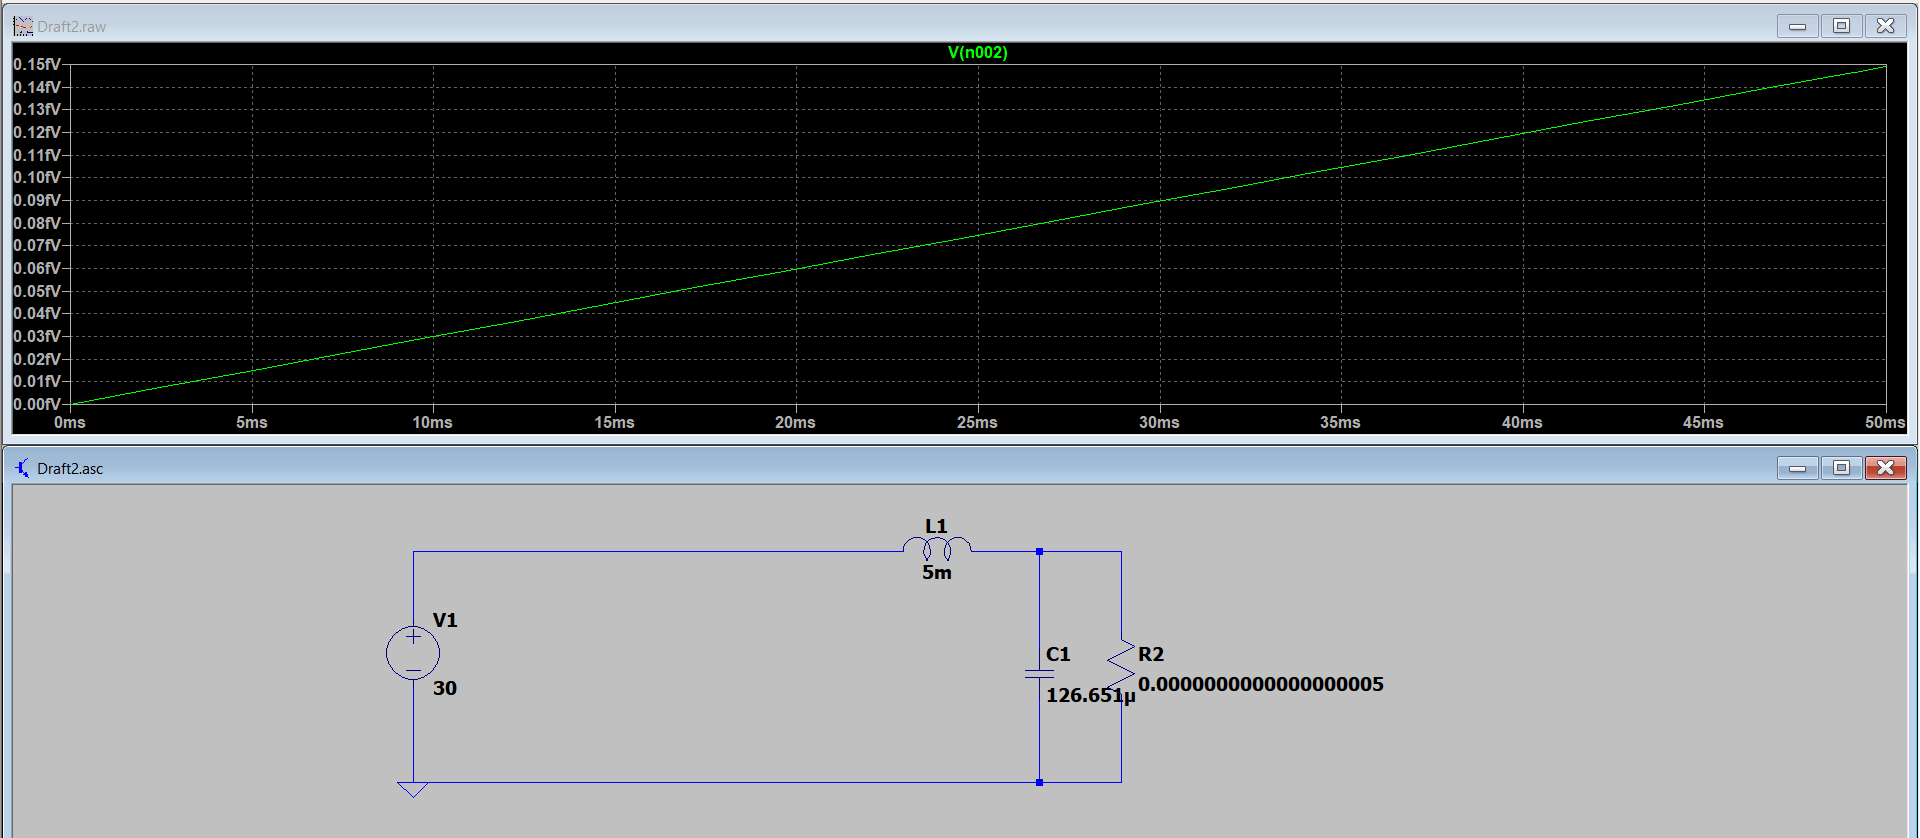 Draft2.raw
V(n002)
0.15fV
0.14fV
0.13fV
0.12fV
0.11fV
0.10fV
0.09fV
0.08fV
0.07fV
0.06fV
0.05fV
0.04fV
0.03fV
0.02fV
0.01fV
0.00fV
0ms 5ms 10ms 15ms 20ms 25ms 30ms 35ms 40ms 45ms 50ms
Draft2.asc
L1
5m
V1
30
C1
126.651µ
R2
0.0000000000000000005